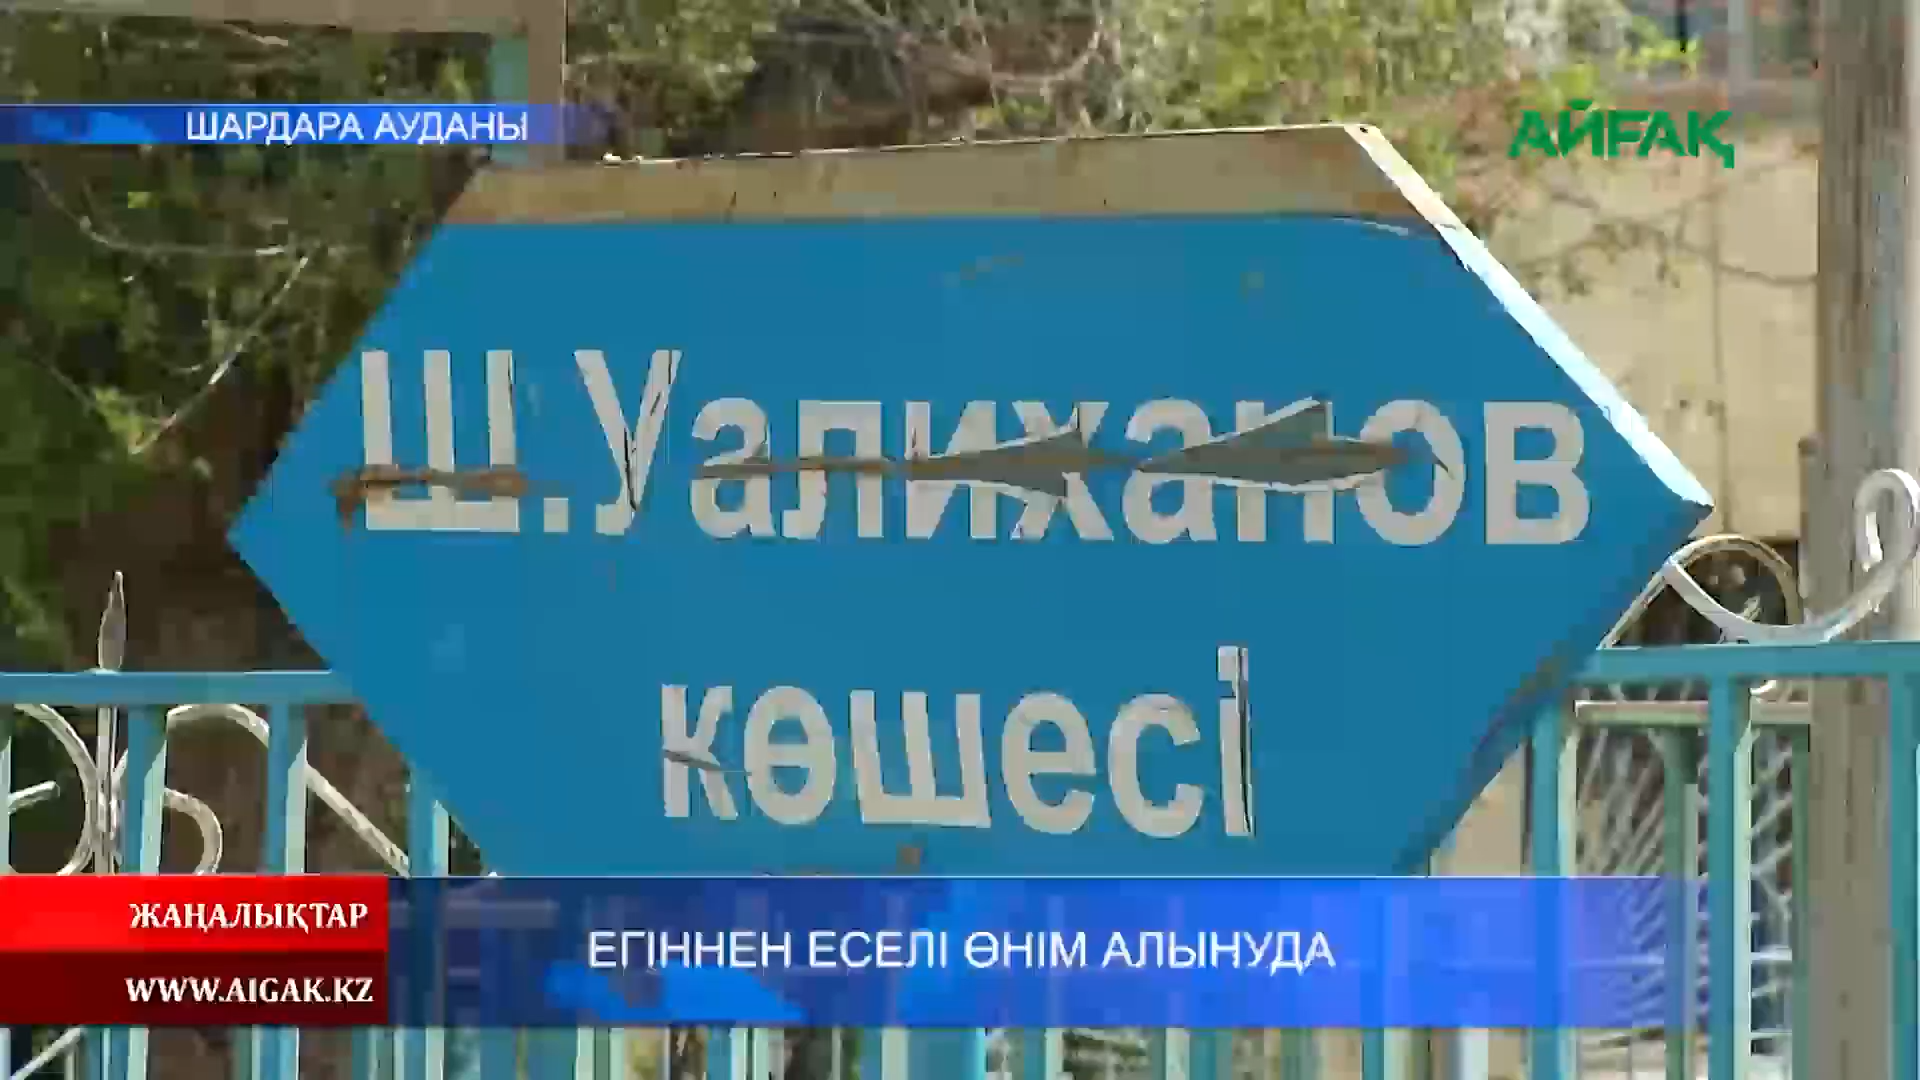 ШАРДАРА АУДАНЫ
АЙҒАҚ
Ш.Уалиханов
көшесі
ЖАҢАЛЫҚТАР
WWW.AIGAK.KZ
ЕГІННЕН ЕСЕЛІ ӨНІМ АЛЫНУДА